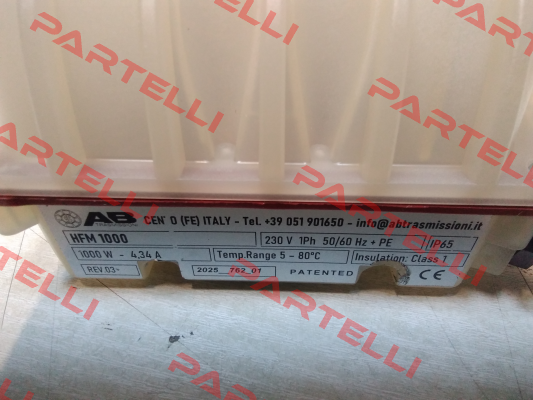 AB CEN O (FE) ITALY - Tel. +39 051 901650 - info@abtrasmissioni.it
HFM 1000 230 V 1Ph 50/60 Hz + PE IP65
1000 W - 4,34 A Temp.Range 5 - 80°C Insulation: Class 1
REV.03- 2025_762_01 PATENTED CE
PARTELLI
PARTELLI
PARTELLI
PARTELLI
PARTELLI
PARTELLI